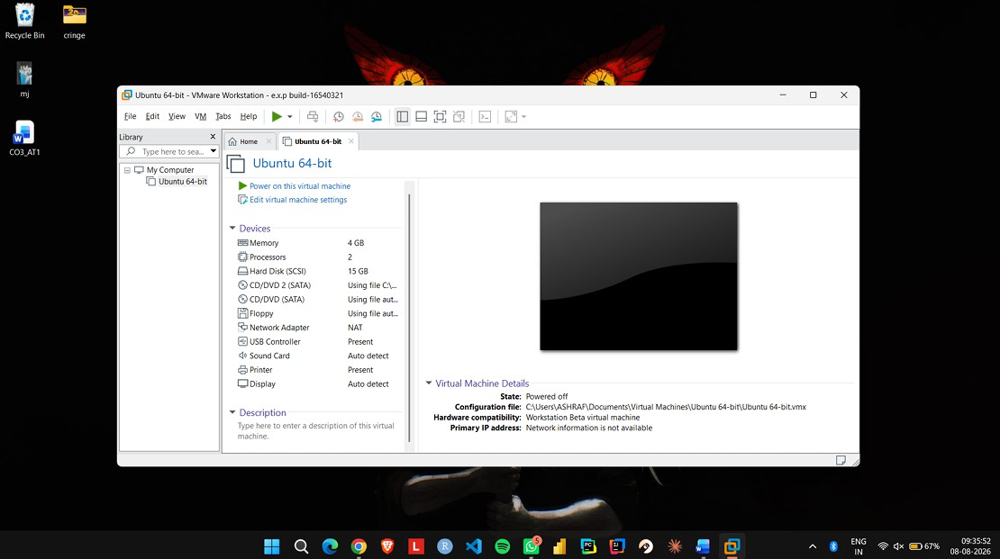 Recycle Bin
cringe
mj
CO3_AT1
Ubuntu 64-bit - VMware Workstation - e.x.p build-16540321
File Edit View VM Tabs Help
Library
Type here to sea...
My Computer
Ubuntu 64-bit
Home
Ubuntu 64-bit
Ubuntu 64-bit
Power on this virtual machine
Edit virtual machine settings
Devices
Memory 4 GB
Processors 2
Hard Disk (SCSI) 15 GB
CD/DVD 2 (SATA) Using file C:\...
CD/DVD (SATA) Using file aut...
Floppy Using file aut...
Network Adapter NAT
USB Controller Present
Sound Card Auto detect
Printer Present
Display Auto detect
Description
Type here to enter a description of this virtual
machine.
Virtual Machine Details
State: Powered off
Configuration file: C:\Users\ASHRAF\Documents\Virtual Machines\Ubuntu 64-bit\Ubuntu 64-bit.vmx
Hardware compatibility: Workstation Beta virtual machine
Primary IP address: Network information is not available
L
R
5
PC
IJ
W
ENG
IN
67%
09:35:52
08-08-2026